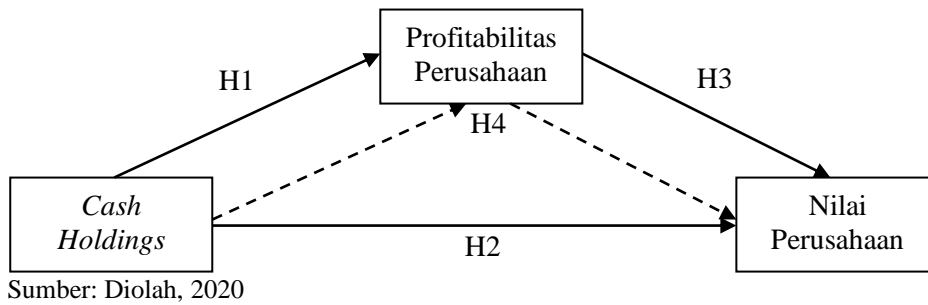 Profitabilitas
Perusahaan
H1
H3
H4
Cash
Holdings
Nilai
Perusahaan
H2
Sumber: Diolah, 2020